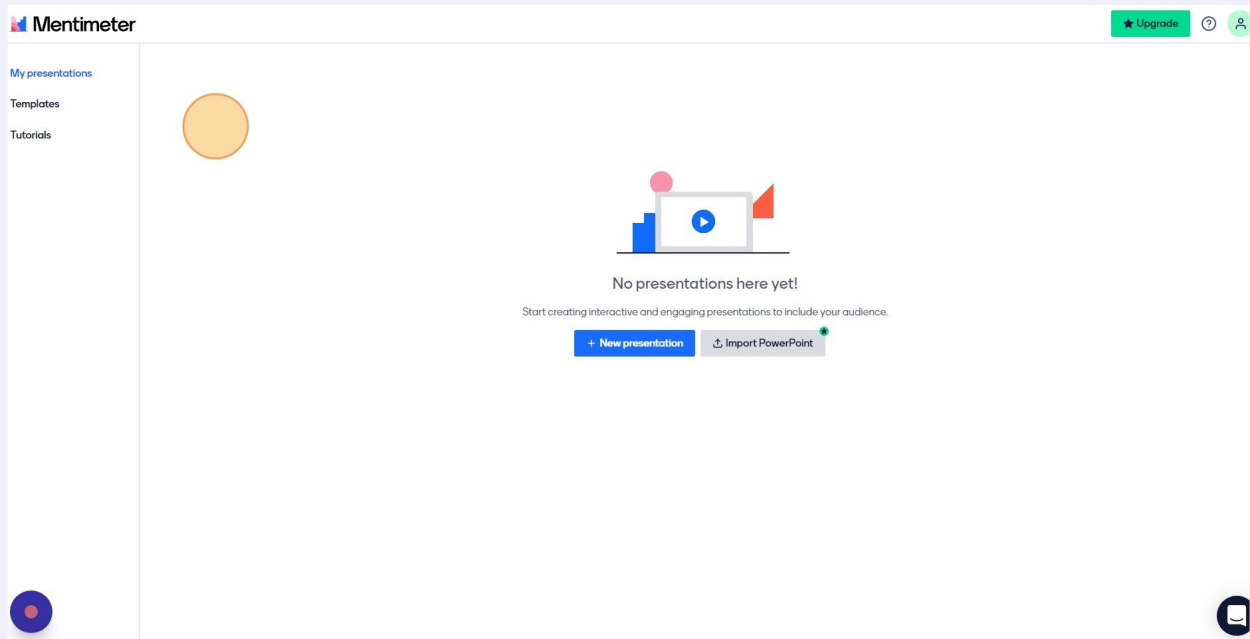 Mentimeter
Upgrade
My presentations
Templates
Tutorials
No presentations here yet!
Start creating interactive and engaging presentations to include your audience.
+ New presentation
Import PowerPoint